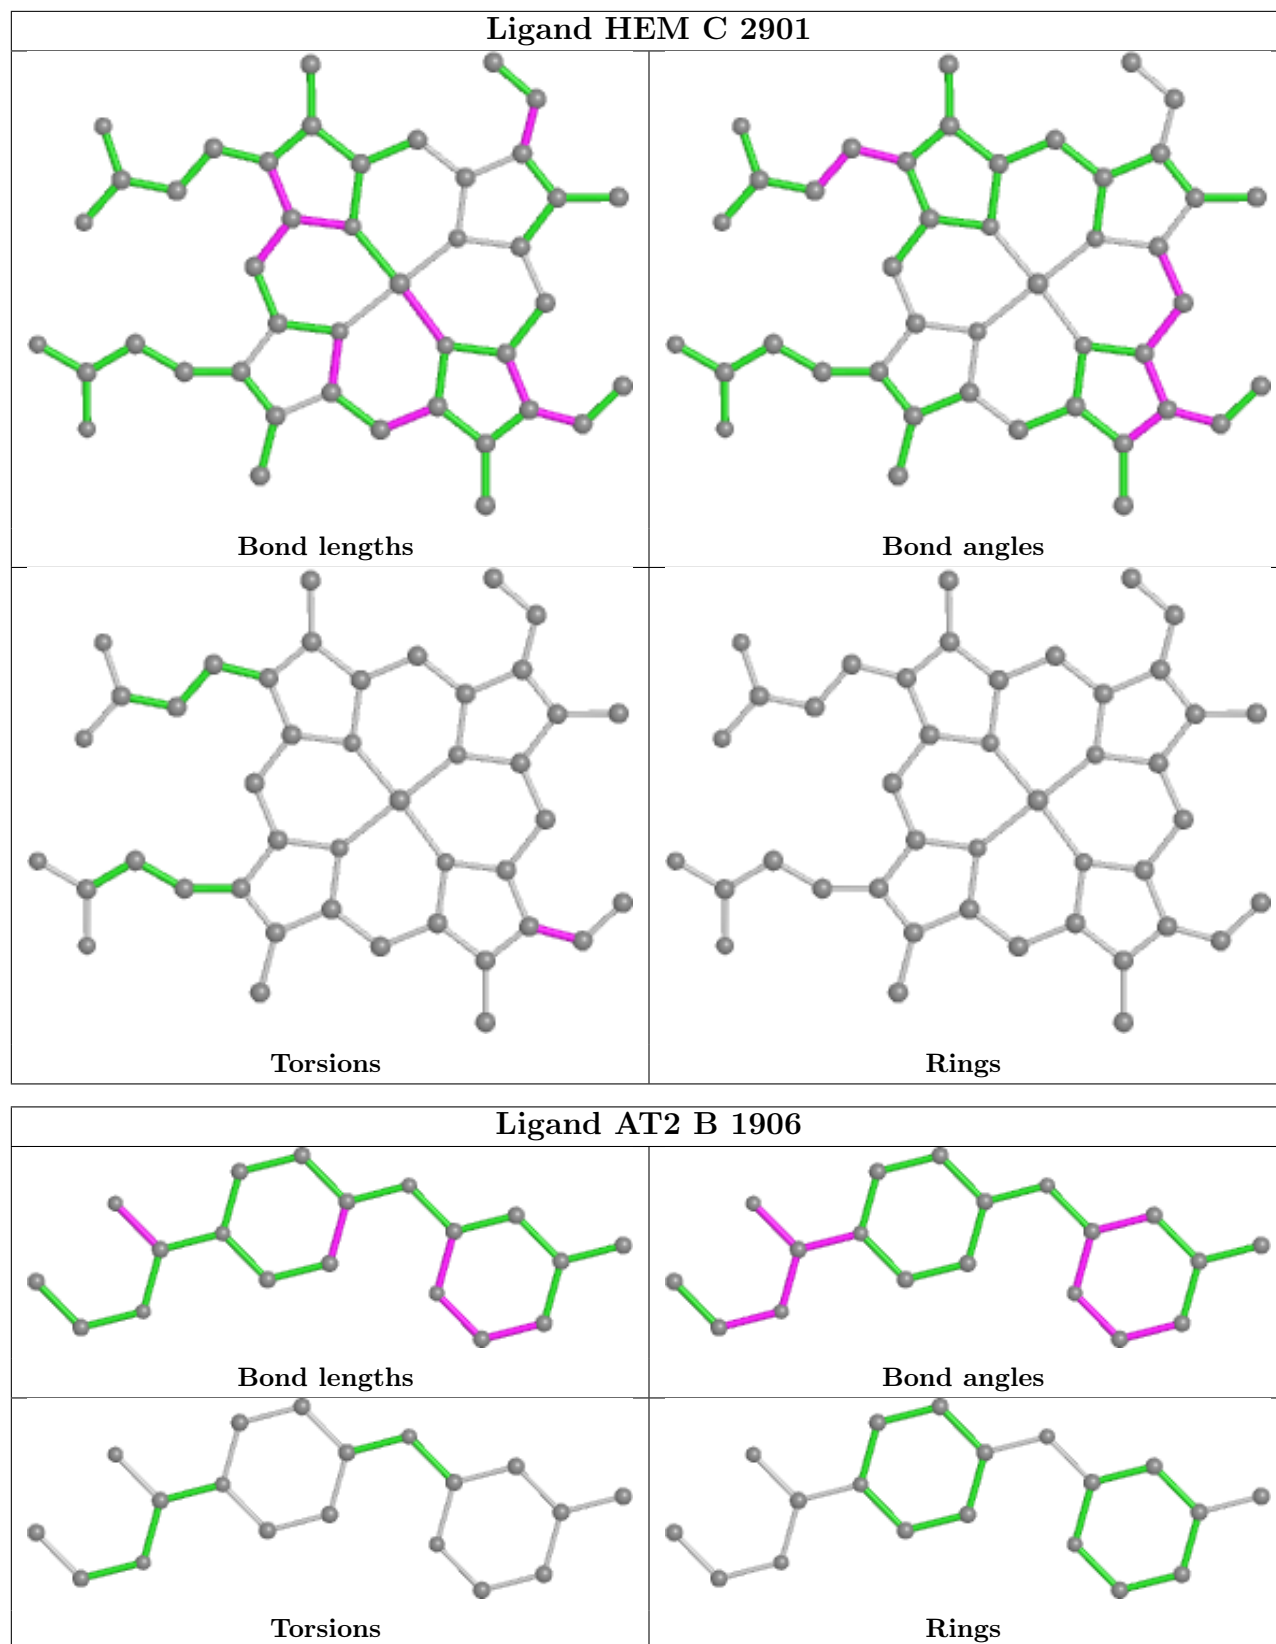 Ligand HEM C 2901
Bond lengths
Bond angles
Torsions
Rings
Ligand AT2 B 1906
Bond lengths
Bond angles
Torsions
Rings